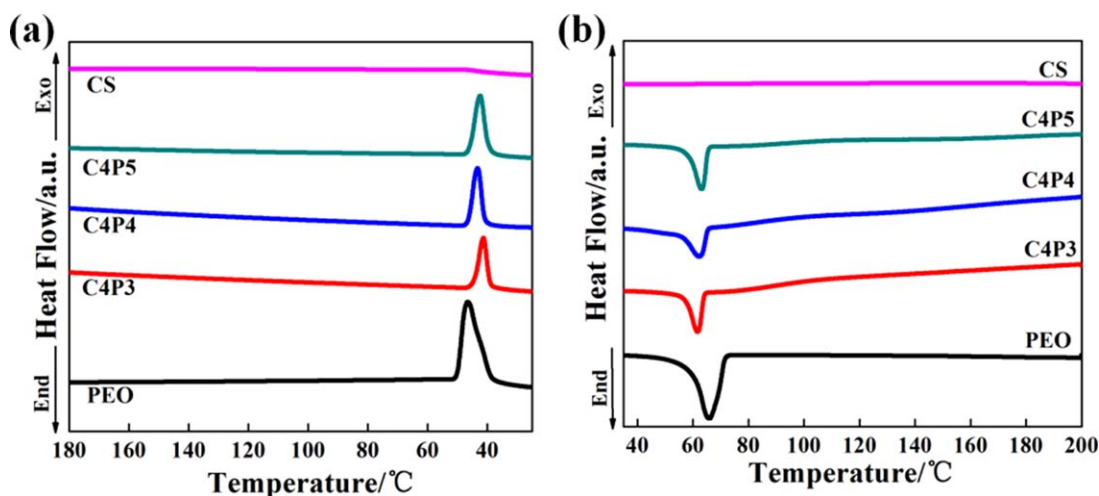 (a)
Exo
Heat Flow/a.u.
End
CS
C4P5
C4P4
C4P3
PEO
180 160 140 120 100 80 60 40
Temperature/℃
(b)
Exo
Heat Flow/a.u.
End
CS
C4P5
C4P4
C4P3
PEO
40 60 80 100 120 140 160 180 200
Temperature/℃